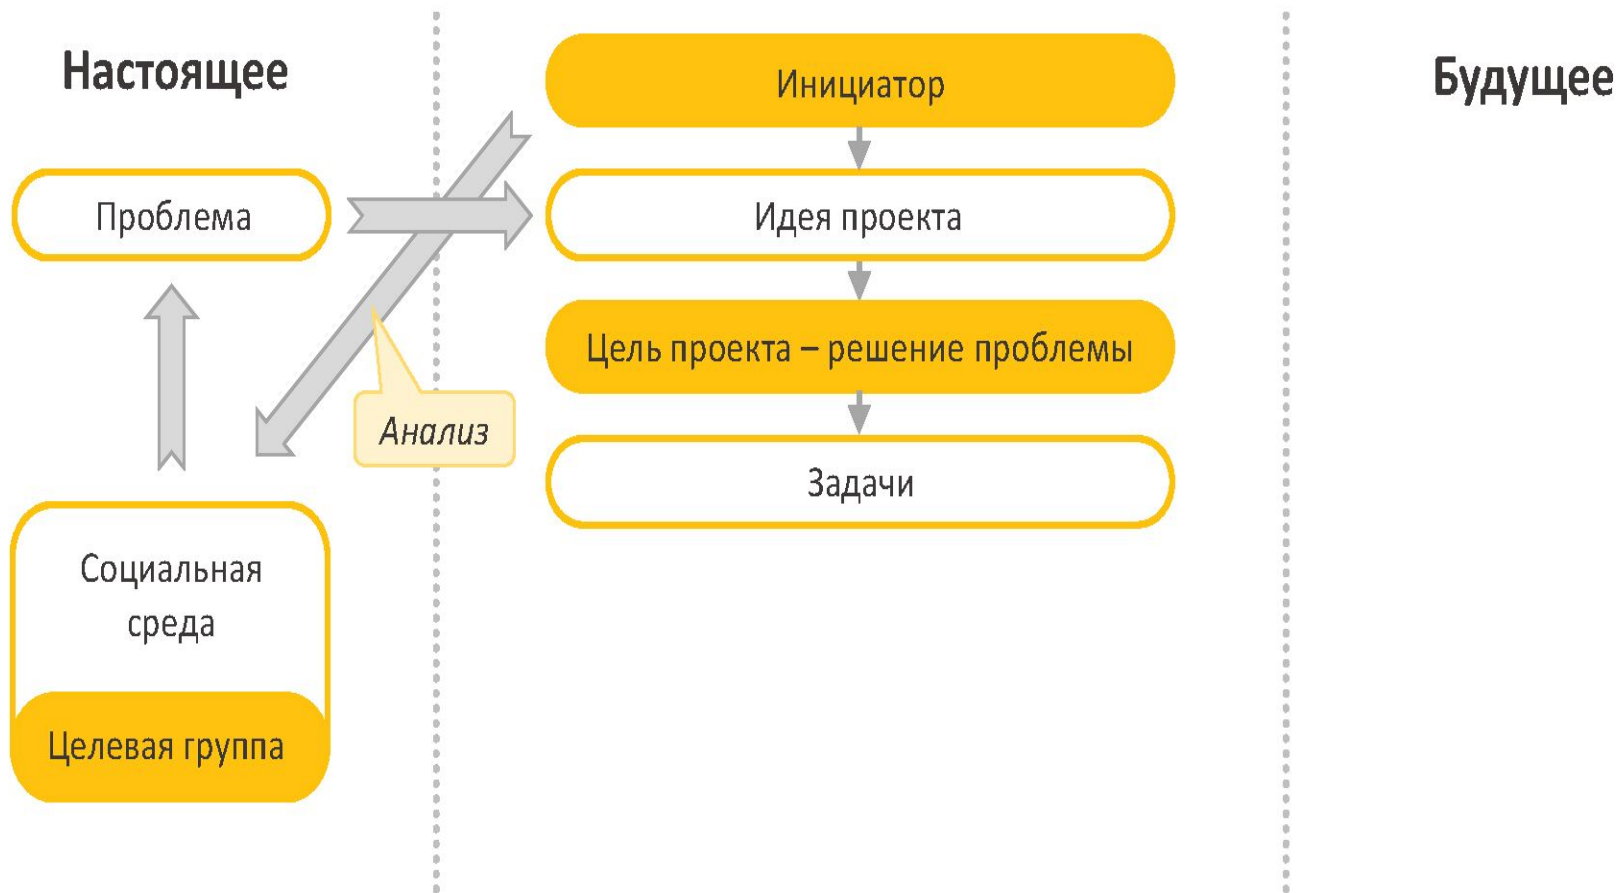 Настоящее
Будущее
Инициатор
Проблема
Идея проекта
Цель проекта – решение проблемы
Анализ
Задачи
Социальная
среда
Целевая группа